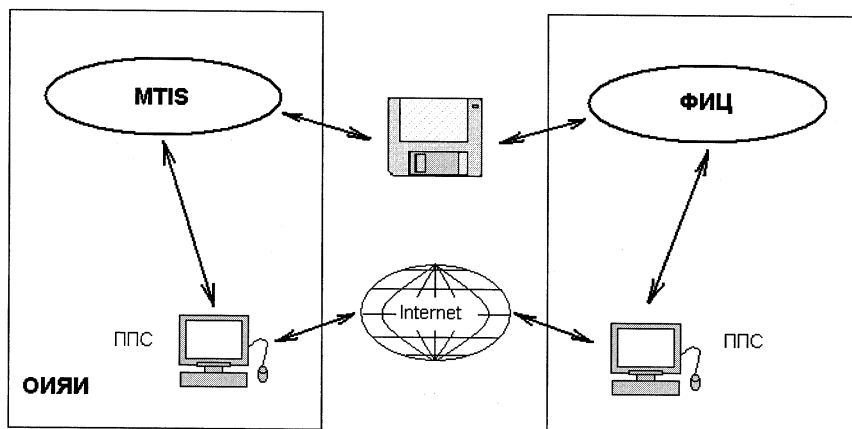 MTIS
ФИЦ
Internet
ППС
ППС
ОИЯИ